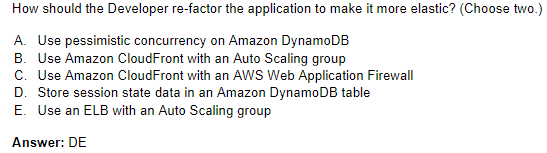 How should the Developer re-factor the application to make it more elastic? (Choose two.)
A. Use pessimistic concurrency on Amazon DynamoDB
B. Use Amazon CloudFront with an Auto Scaling group
C. Use Amazon CloudFront with an AWS Web Application Firewall
D. Store session state data in an Amazon DynamoDB table
E. Use an ELB with an Auto Scaling group
Answer: DE